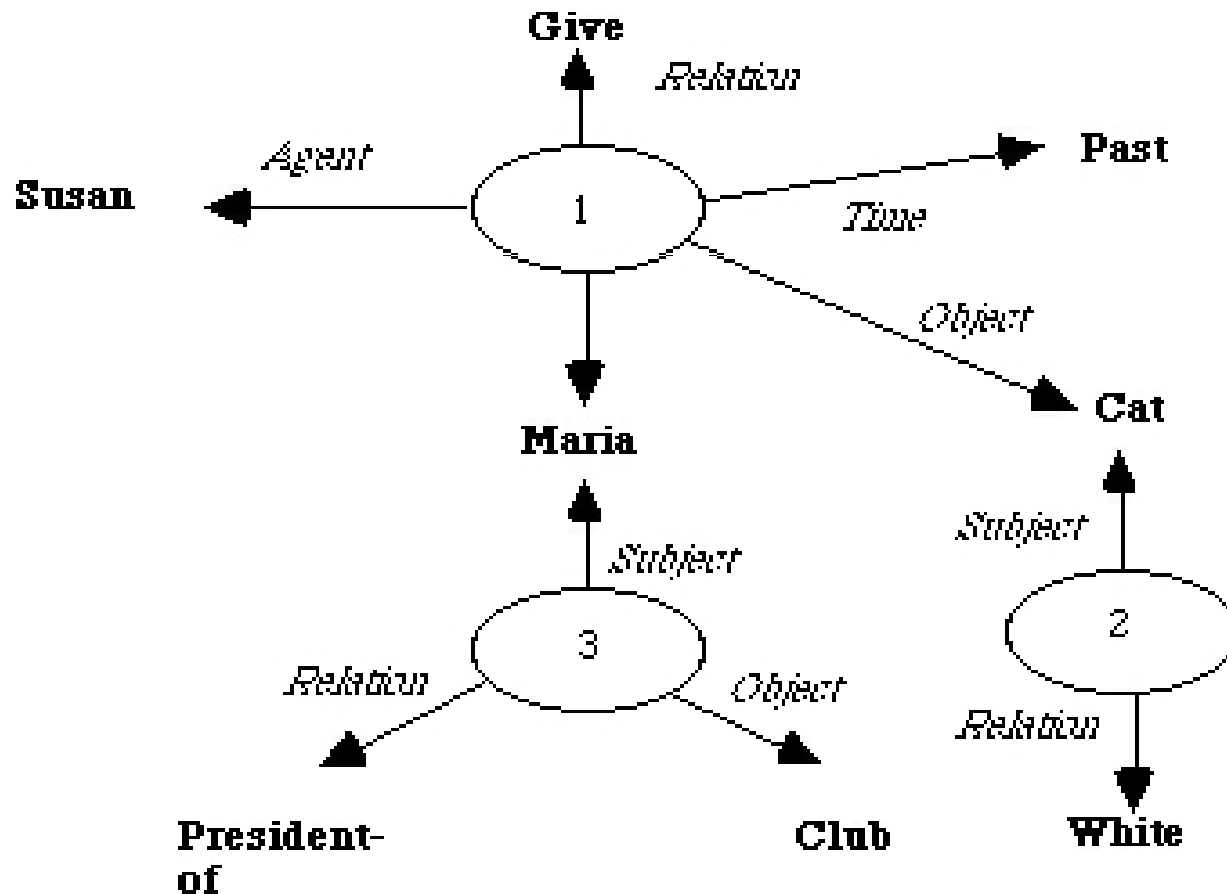 Give
Relation
Agent
Past
Susan
1
Time
Object
Cat
Maria
Subject
Subject
2
3
Relation
Object
Relation
President-
of
Club
White